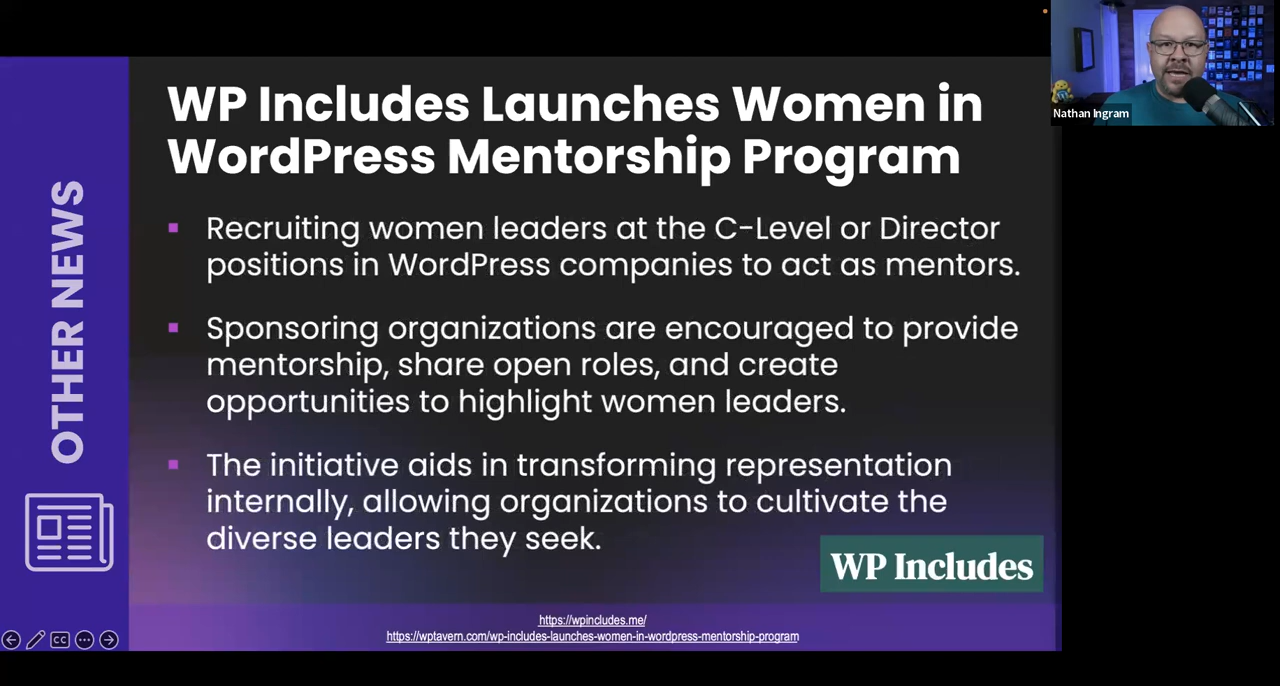 WP Includes Launches Women in
WordPress Mentorship Program
Nathan Ingram
OTHER NEWS
Recruiting women leaders at the C-Level or Director
positions in WordPress companies to act as mentors.
Sponsoring organizations are encouraged to provide
mentorship, share open roles, and create
opportunities to highlight women leaders.
The initiative aids in transforming representation
internally, allowing organizations to cultivate the
diverse leaders they seek.
WP Includes
https://wpincludes.me/
https://wptavern.com/wp-includes-launches-women-in-wordpress-mentorship-program
CC